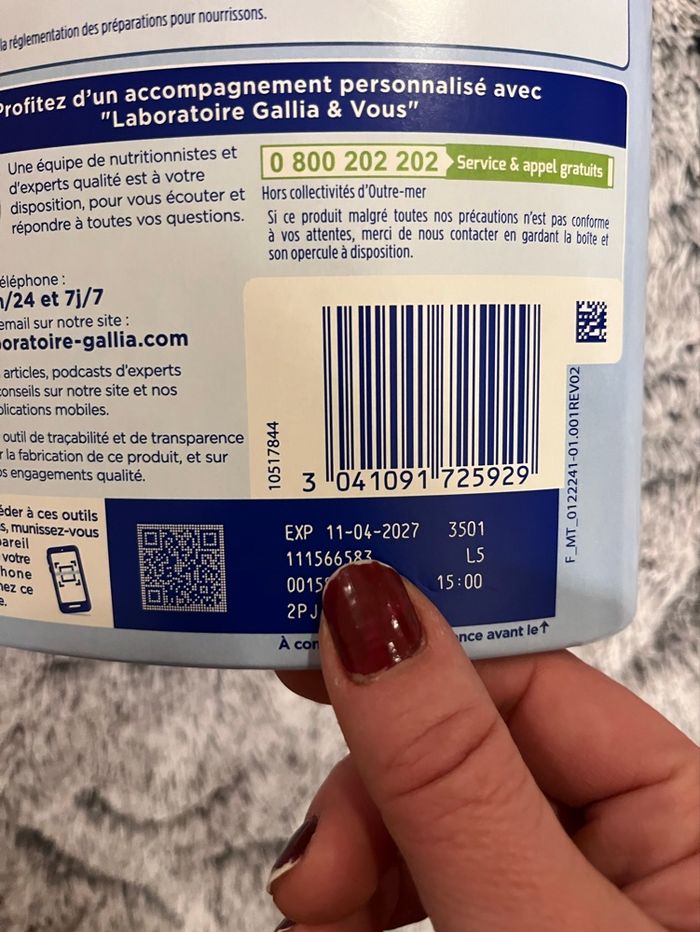 la réglementation des préparations pour nourrissons.
Profitez d'un accompagnement personnalisé avec
"Laboratoire Gallia & Vous"
Une équipe de nutritionnistes et
d'experts qualité est à votre
disposition, pour vous écouter et
répondre à toutes vos questions.
0 800 202 202 Service & appel gratuits
Hors collectivités d'Outre-mer
Si ce produit malgré toutes nos précautions n'est pas conforme
à vos attentes, merci de nous contacter en gardant la boîte et
son opercule à disposition.
éléphone :
/24 et 7j/7
email sur notre site :
oratoire-gallia.com
articles, podcasts d'experts
conseils sur notre site et nos
plications mobiles.
outil de traçabilité et de transparence
r la fabrication de ce produit, et sur
os engagements qualité.
éder à ces outils
s, munissez-vous
areil
votre
hone
nez ce
e.
10517844
3 041091 725929
F_MT_0122241-01.001REV02
EXP 11-04-2027 3501
111566583 L5
0015 15:00
2PJ
À con nce avant le↑